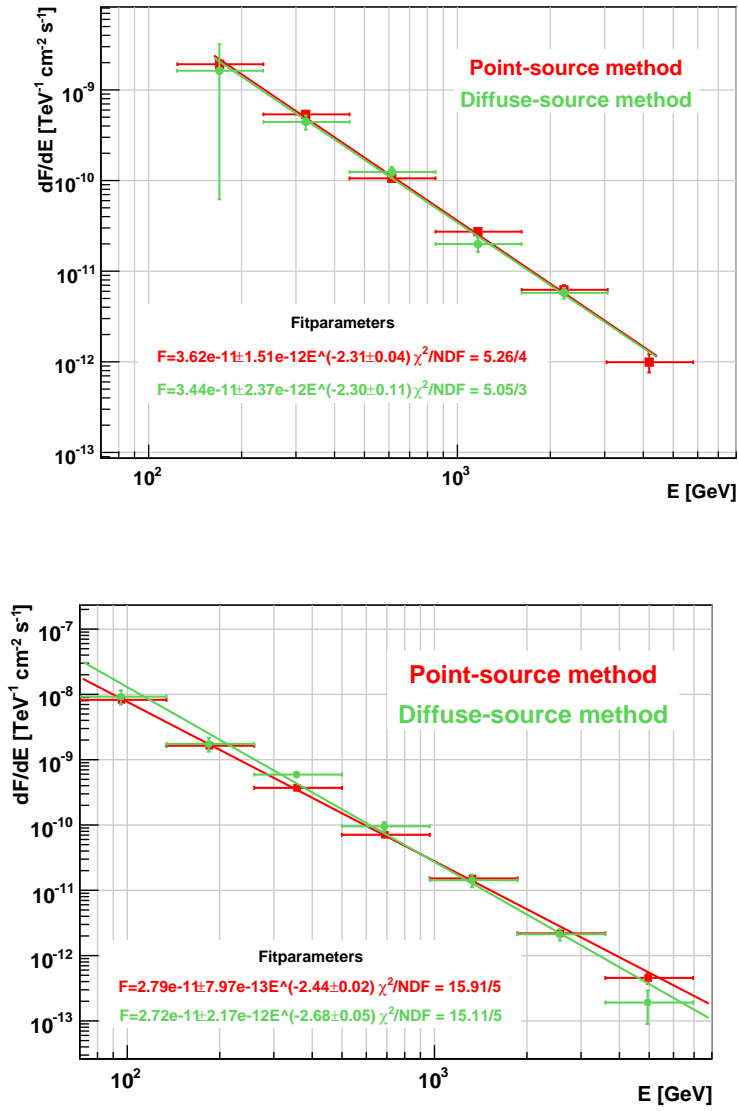 dF/dE [TeV⁻¹ cm⁻² s⁻¹]
Point-source method
Diffuse-source method
10⁻⁹
10⁻¹⁰
10⁻¹¹
10⁻¹²
10⁻¹³
Fitparameters
F=3.62e-11±1.51e-12E^(-2.31±0.04) χ²/NDF = 5.26/4
F=3.44e-11±2.37e-12E^(-2.30±0.11) χ²/NDF = 5.05/3
10² 10³
E [GeV]
dF/dE [TeV⁻¹ cm⁻² s⁻¹]
Point-source method
Diffuse-source method
10⁻⁷
10⁻⁸
10⁻⁹
10⁻¹⁰
10⁻¹¹
10⁻¹²
10⁻¹³
Fitparameters
F=2.79e-11±7.97e-13E^(-2.44±0.02) χ²/NDF = 15.91/5
F=2.72e-11±2.17e-12E^(-2.68±0.05) χ²/NDF = 15.11/5
10² 10³
E [GeV]